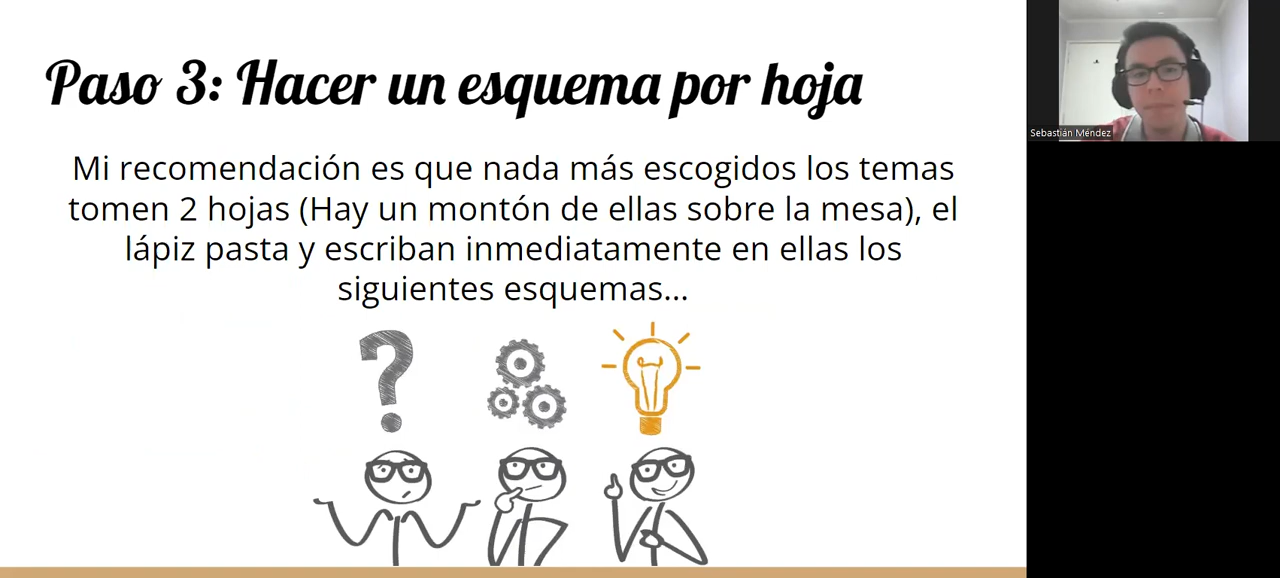 Paso 3: Hacer un esquema por hoja
Mi recomendación es que nada más escogidos los temas
tomen 2 hojas (Hay un montón de ellas sobre la mesa), el
lápiz pasta y escriban inmediatamente en ellas los
siguientes esquemas...
?
Sebastián Méndez